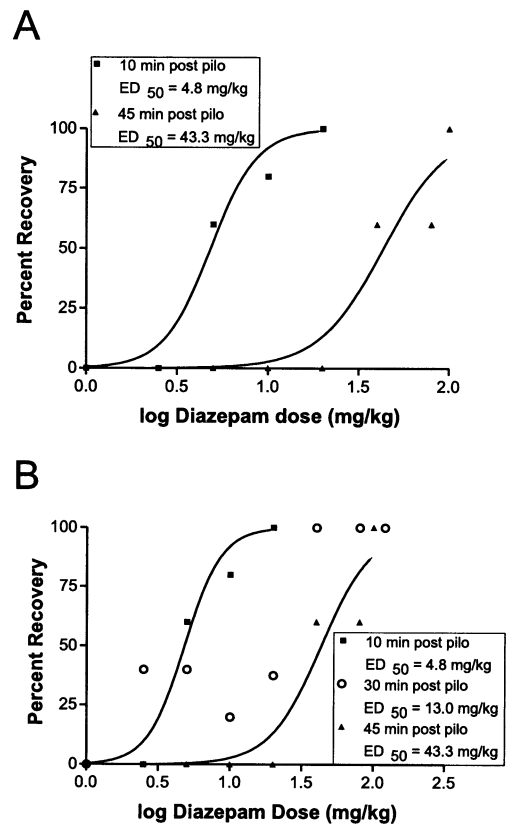 A
10 min post pilo
ED 50 = 4.8 mg/kg
45 min post pilo
ED 50 = 43.3 mg/kg
100
75
50
25
0
Percent Recovery
0.0 0.5 1.0 1.5 2.0
log Diazepam dose (mg/kg)
B
100
75
50
25
0
Percent Recovery
10 min post pilo
ED 50 = 4.8 mg/kg
30 min post pilo
ED 50 = 13.0 mg/kg
45 min post pilo
ED 50 = 43.3 mg/kg
0.0 0.5 1.0 1.5 2.0 2.5
log Diazepam Dose (mg/kg)